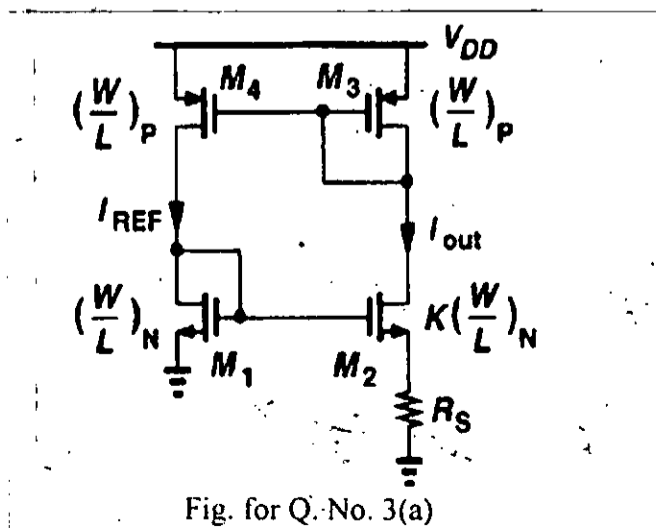 V_DD
M_4
M_3
(W/L)_P
(W/L)_P
I_REF
I_out
(W/L)_N
K(W/L)_N
M_1
M_2
R_S
Fig. for Q. No. 3(a)